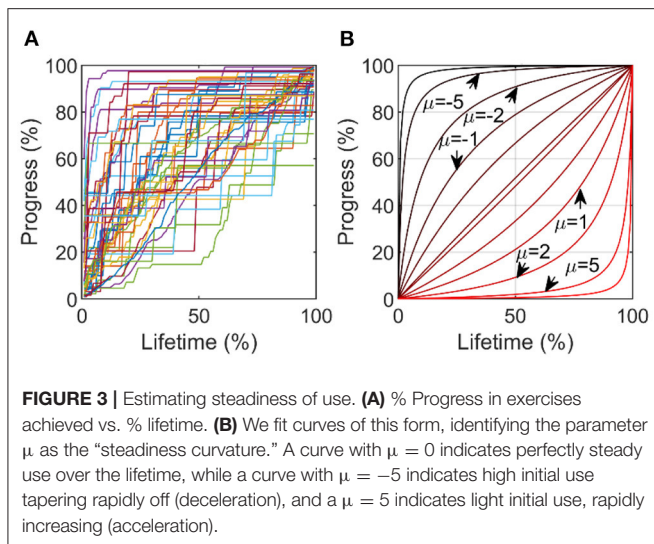 A
B
100
80
60
40
20
0
Progress (%)
0
50
100
Lifetime (%)
100
80
60
40
20
0
Progress (%)
μ=-5
μ=-2
μ=-1
μ=1
μ=2
μ=5
0
50
100
Lifetime (%)
FIGURE 3 | Estimating steadiness of use. (A) % Progress in exercises
achieved vs. % lifetime. (B) We fit curves of this form, identifying the parameter
μ as the “steadiness curvature.” A curve with μ = 0 indicates perfectly steady
use over the lifetime, while a curve with μ = −5 indicates high initial use
tapering rapidly off (deceleration), and a μ = 5 indicates light initial use, rapidly
increasing (acceleration).